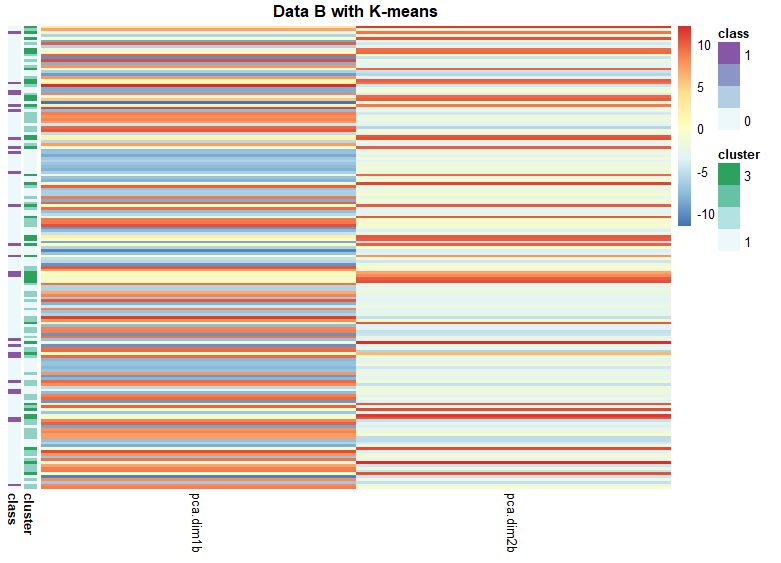 Data B with K-means
10
5
0
-5
-10
class
1
0
cluster
3
1
class
cluster
pca.dim1b
pca.dim2b